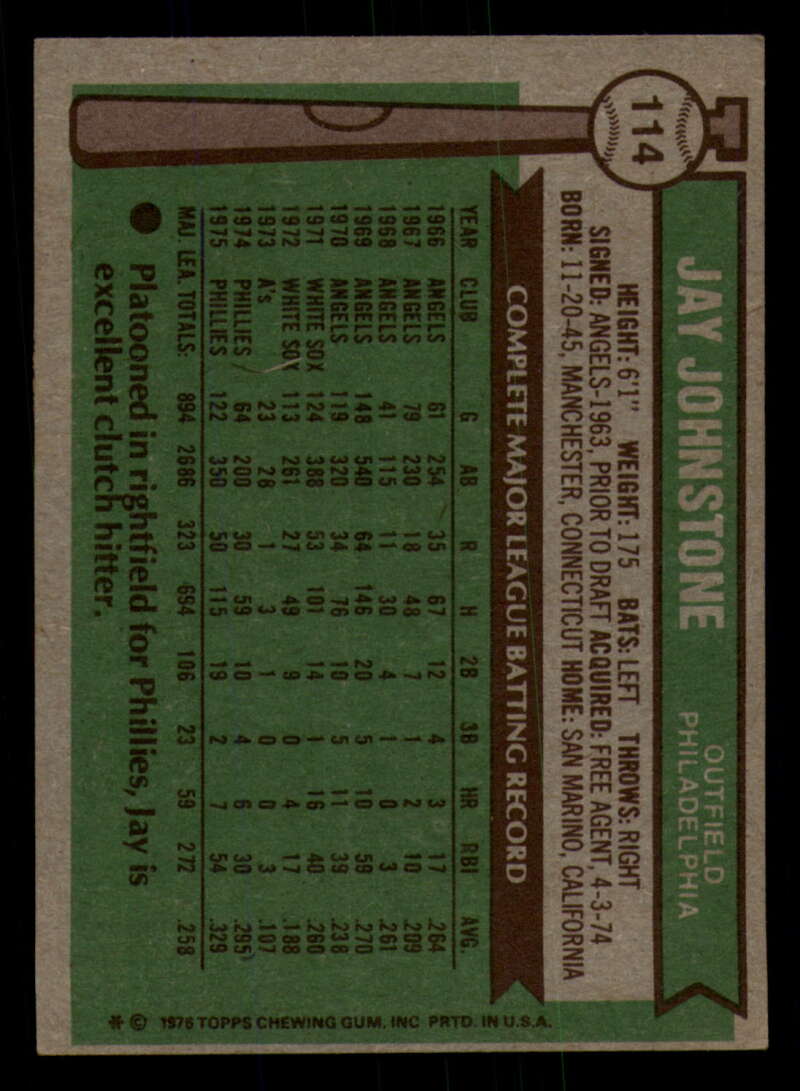 114
JAY JOHNSTONE
OUTFIELD
PHILADELPHIA
HEIGHT: 6'1" WEIGHT: 175 BATS: LEFT THROWS: RIGHT
SIGNED: ANGELS-1963, PRIOR TO DRAFT ACQUIRED: FREE AGENT, 4-3-74
BORN: 11-20-45, MANCHESTER, CONNECTICUT HOME: SAN MARINO, CALIFORNIA
COMPLETE MAJOR LEAGUE BATTING RECORD
YEAR CLUB G AB R H 2B 3B HR RBI AVG.
1966 ANGELS 61 254 35 67 12 4 3 17 .264
1967 ANGELS 79 230 18 48 7 1 2 10 .209
1968 ANGELS 41 115 11 30 4 1 0 3 .261
1969 ANGELS 148 540 64 146 20 5 10 59 .270
1970 ANGELS 119 320 34 76 10 5 11 39 .238
1971 WHITE SOX 124 388 53 101 14 1 16 40 .260
1972 WHITE SOX 113 261 27 49 9 0 4 17 .188
1973 A's 23 28 1 3 1 0 0 3 .107
1974 PHILLIES 64 200 30 59 10 4 6 30 .295
1975 PHILLIES 122 350 50 115 19 2 7 54 .329
MAJ. LEA. TOTALS: 894 2686 323 694 106 23 59 272 .258
● Platooned in rightfield for Phillies, Jay is
excellent clutch hitter.
* © 1976 TOPPS CHEWING GUM, INC PRTD. IN U.S.A.